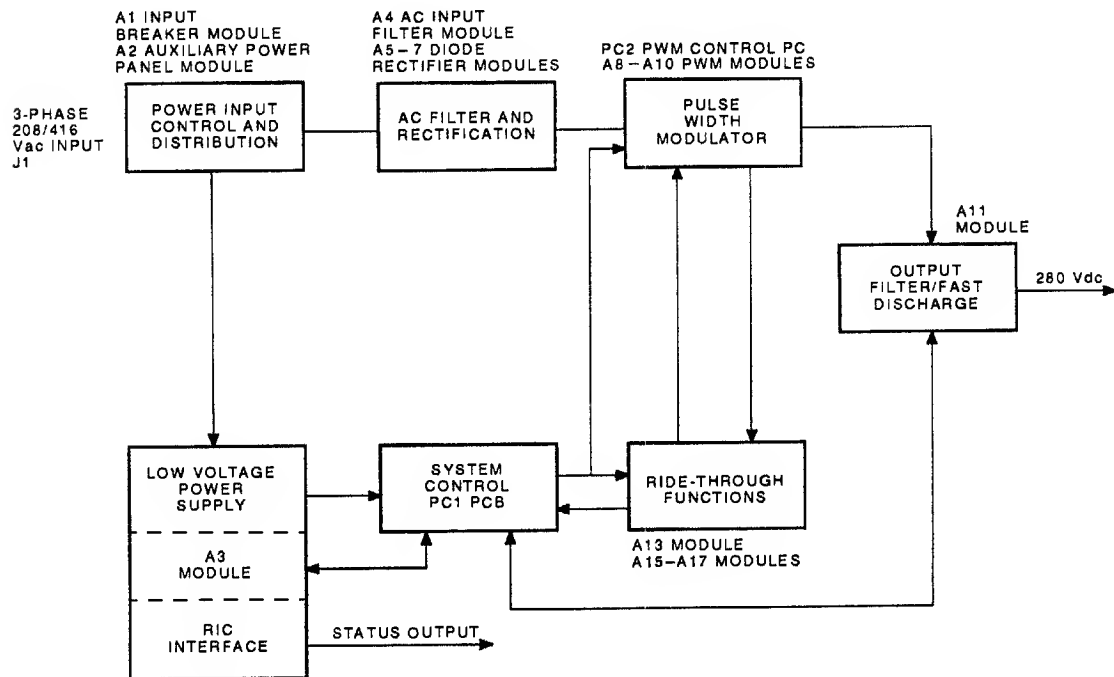 A1 INPUT
BREAKER MODULE
A2 AUXILIARY POWER
PANEL MODULE
A4 AC INPUT
FILTER MODULE
A5-7 DIODE
RECTIFIER MODULES
PC2 PWM CONTROL PC
A8-A10 PWM MODULES
3-PHASE
208/416
Vac INPUT
J1
POWER INPUT
CONTROL AND
DISTRIBUTION
AC FILTER AND
RECTIFICATION
PULSE
WIDTH
MODULATOR
A11
MODULE
OUTPUT
FILTER/FAST
DISCHARGE
280 Vdc
LOW VOLTAGE
POWER
SUPPLY
SYSTEM
CONTROL
PC1 PCB
RIDE-THROUGH
FUNCTIONS
A13 MODULE
A15-A17 MODULES
A3
MODULE
RIC
INTERFACE
STATUS OUTPUT